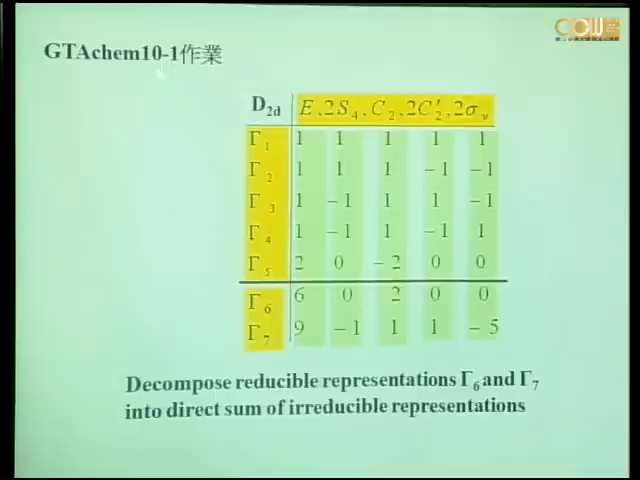 GTAchem10-1作業
D2d E ,2S4 , C2 ,2C2′ ,2σv
Γ1 1 1 1 1 1
Γ2 1 1 1 −1 −1
Γ3 1 −1 1 1 −1
Γ4 1 −1 1 −1 1
Γ5 2 0 −2 0 0
Γ6 6 0 2 0 0
Γ7 9 −1 1 1 −5
Decompose reducible representations Γ6 and Γ7
into direct sum of irreducible representations